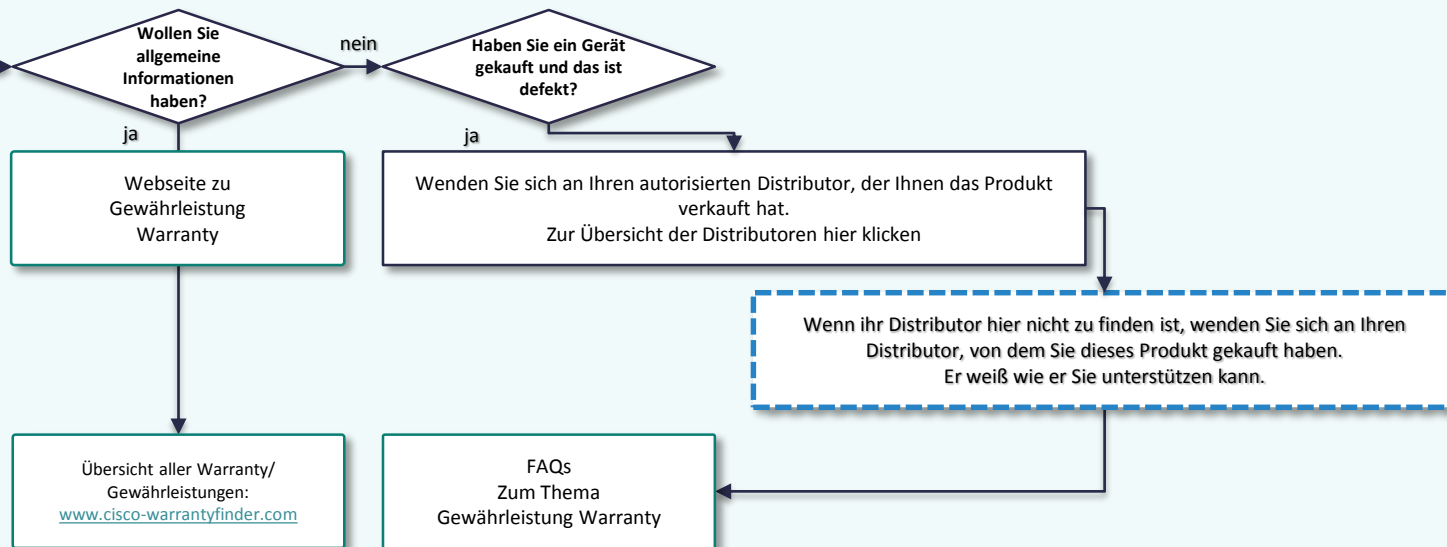 Wollen Sie
allgemeine
Informationen
haben?
nein
Haben Sie ein Gerät
gekauft und das ist
defekt?
ja
ja
Webseite zu
Gewährleistung
Warranty
Wenden Sie sich an Ihren autorisierten Distributor, der Ihnen das Produkt
verkauft hat.
Zur Übersicht der Distributoren hier klicken
Wenn ihr Distributor hier nicht zu finden ist, wenden Sie sich an Ihren
Distributor, von dem Sie dieses Produkt gekauft haben.
Er weiß wie er Sie unterstützen kann.
Übersicht aller Warranty/
Gewährleistungen:
www.cisco-warrantyfinder.com
FAQs
Zum Thema
Gewährleistung Warranty